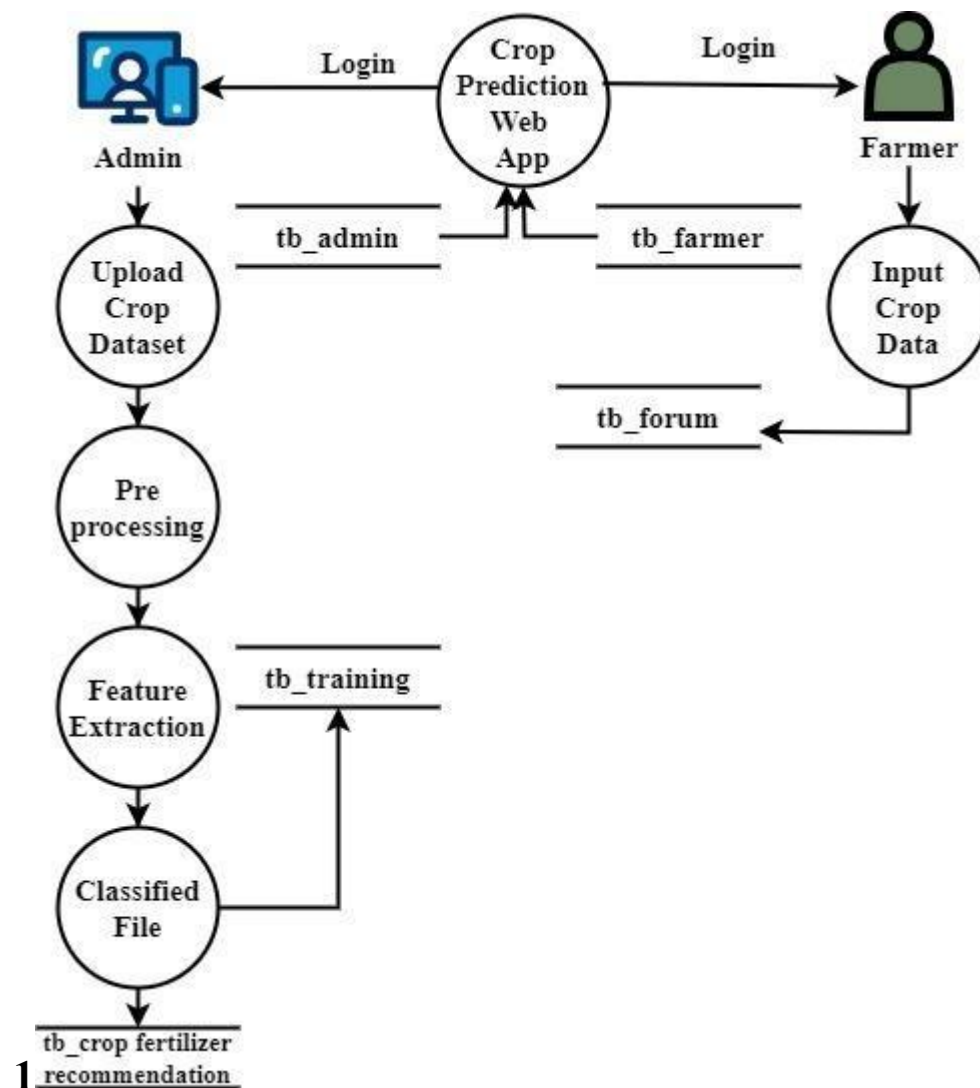 Login
Crop
Prediction
Web
App
Login
Admin
Farmer
tb_admin
tb_farmer
Upload
Crop
Dataset
Input
Crop
Data
tb_forum
Pre
processing
Feature
Extraction
tb_training
Classified
File
tb_crop fertilizer
recommendation
1